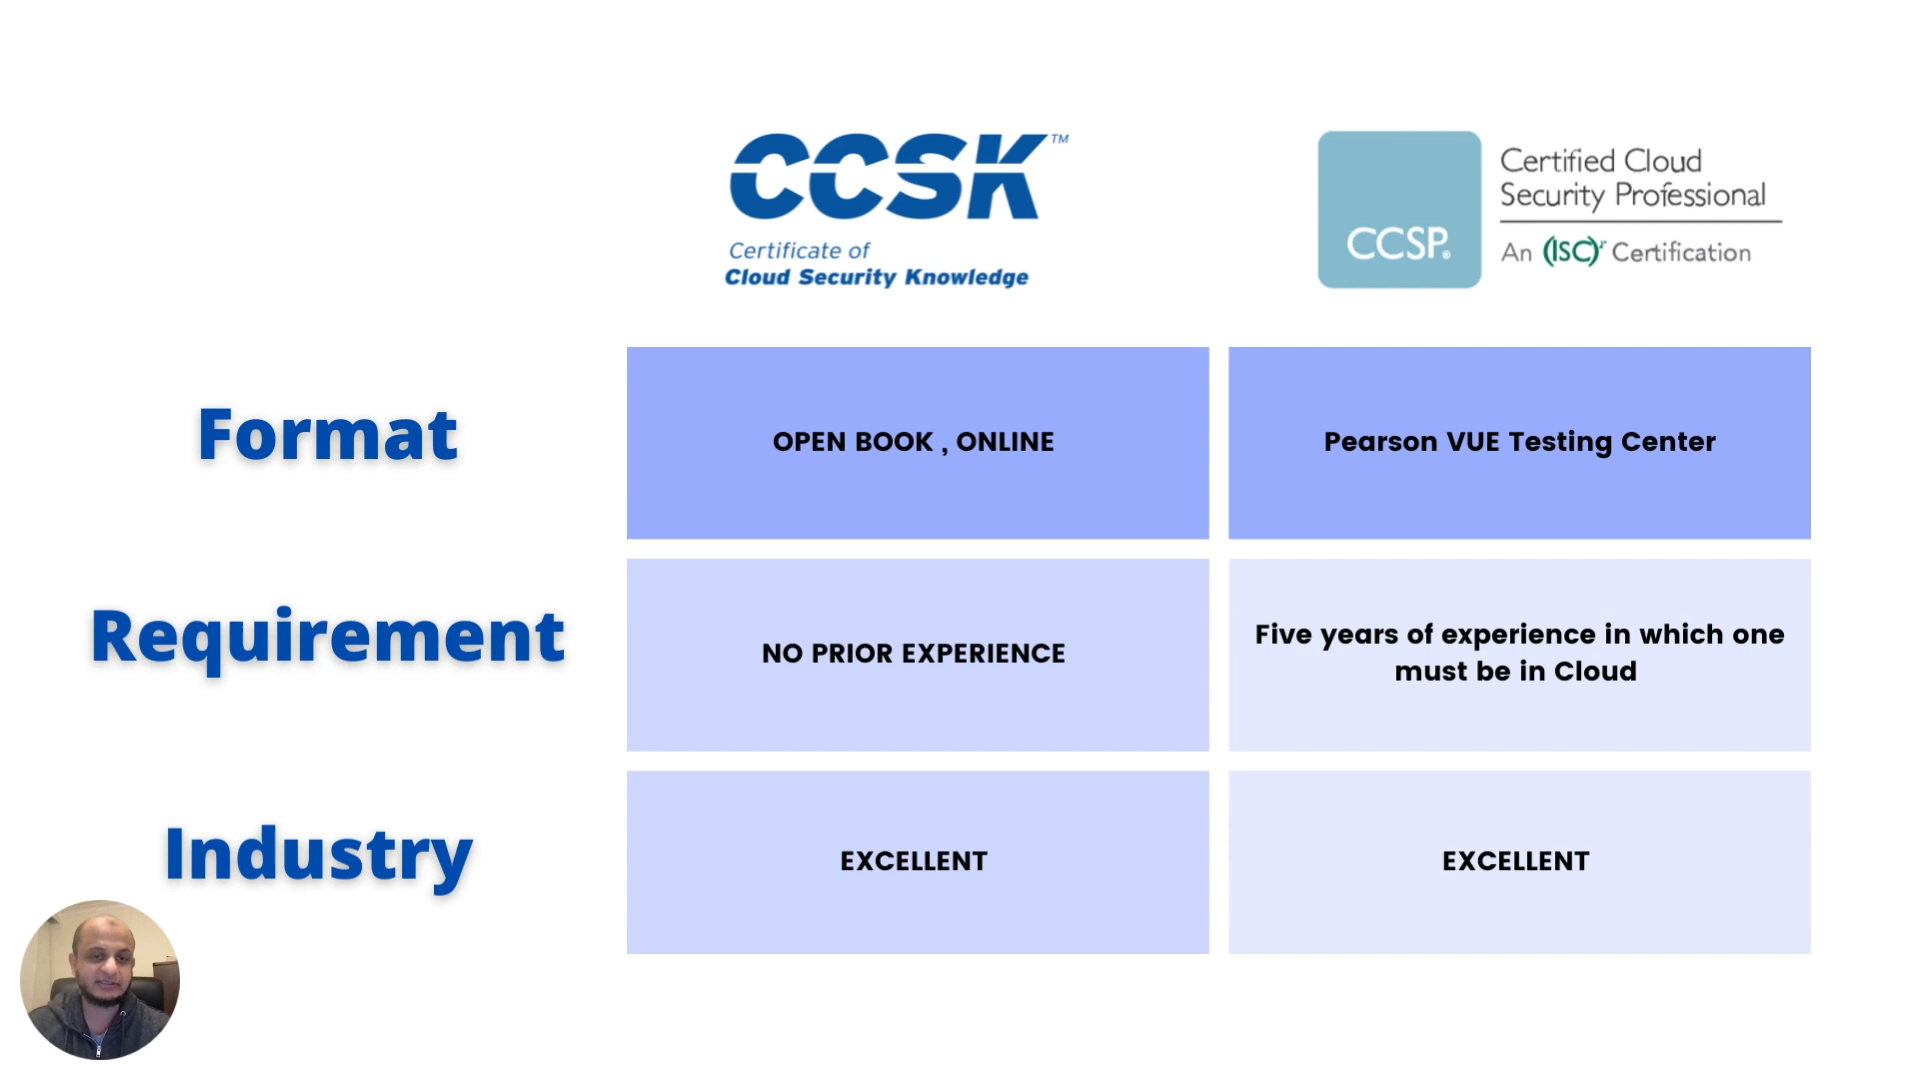 CCSK™
Certificate of
Cloud Security Knowledge
CCSP®
Certified Cloud
Security Professional
An (ISC)² Certification
Format
OPEN BOOK , ONLINE
Pearson VUE Testing Center
Requirement
NO PRIOR EXPERIENCE
Five years of experience in which one
must be in Cloud
Industry
EXCELLENT
EXCELLENT